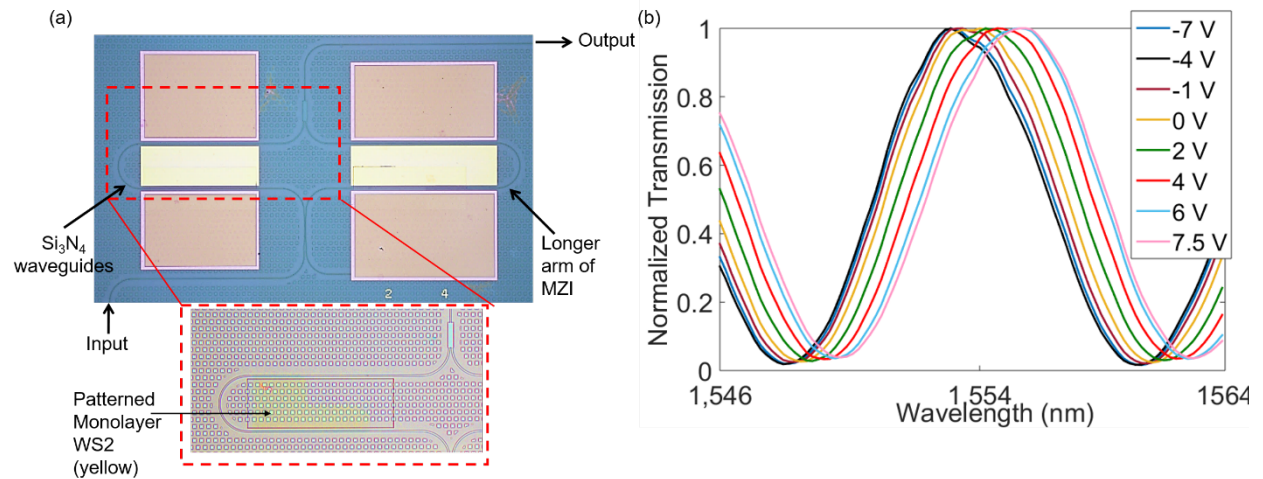 (a)
Output
Si3N4
waveguides
Longer
arm of
MZI
2 4
Input
Patterned
Monolayer
WS2
(yellow)
(b)
Normalized Transmission
1
0.8
0.6
0.4
0.2
0
1,546
1,554
1564
Wavelength (nm)
-7 V
-4 V
-1 V
0 V
2 V
4 V
6 V
7.5 V